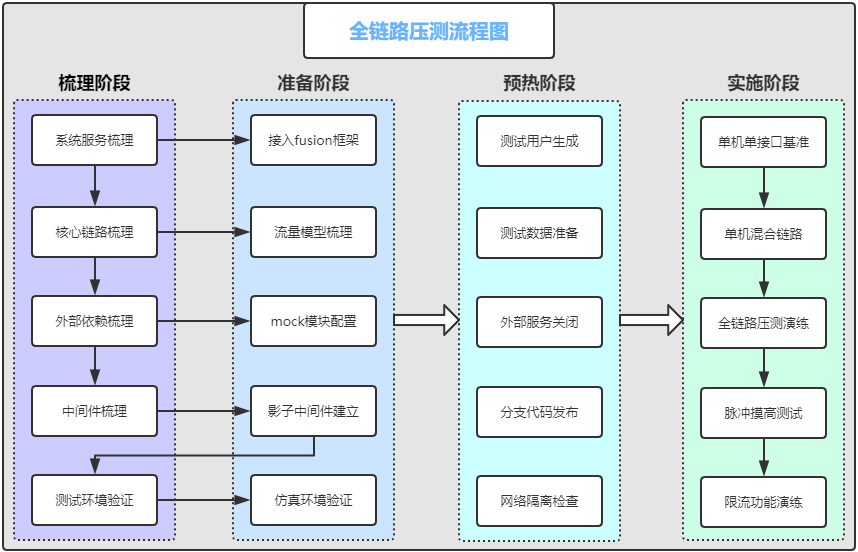 全链路压测流程图
梳理阶段
准备阶段
预热阶段
实施阶段
系统服务梳理
接入fusion框架
测试用户生成
单机单接口基准
核心链路梳理
流量模型梳理
测试数据准备
单机混合链路
外部依赖梳理
mock模块配置
外部服务关闭
全链路压测演练
中间件梳理
影子中间件建立
分支代码发布
脉冲摸高测试
测试环境验证
仿真环境验证
网络隔离检查
限流功能演练